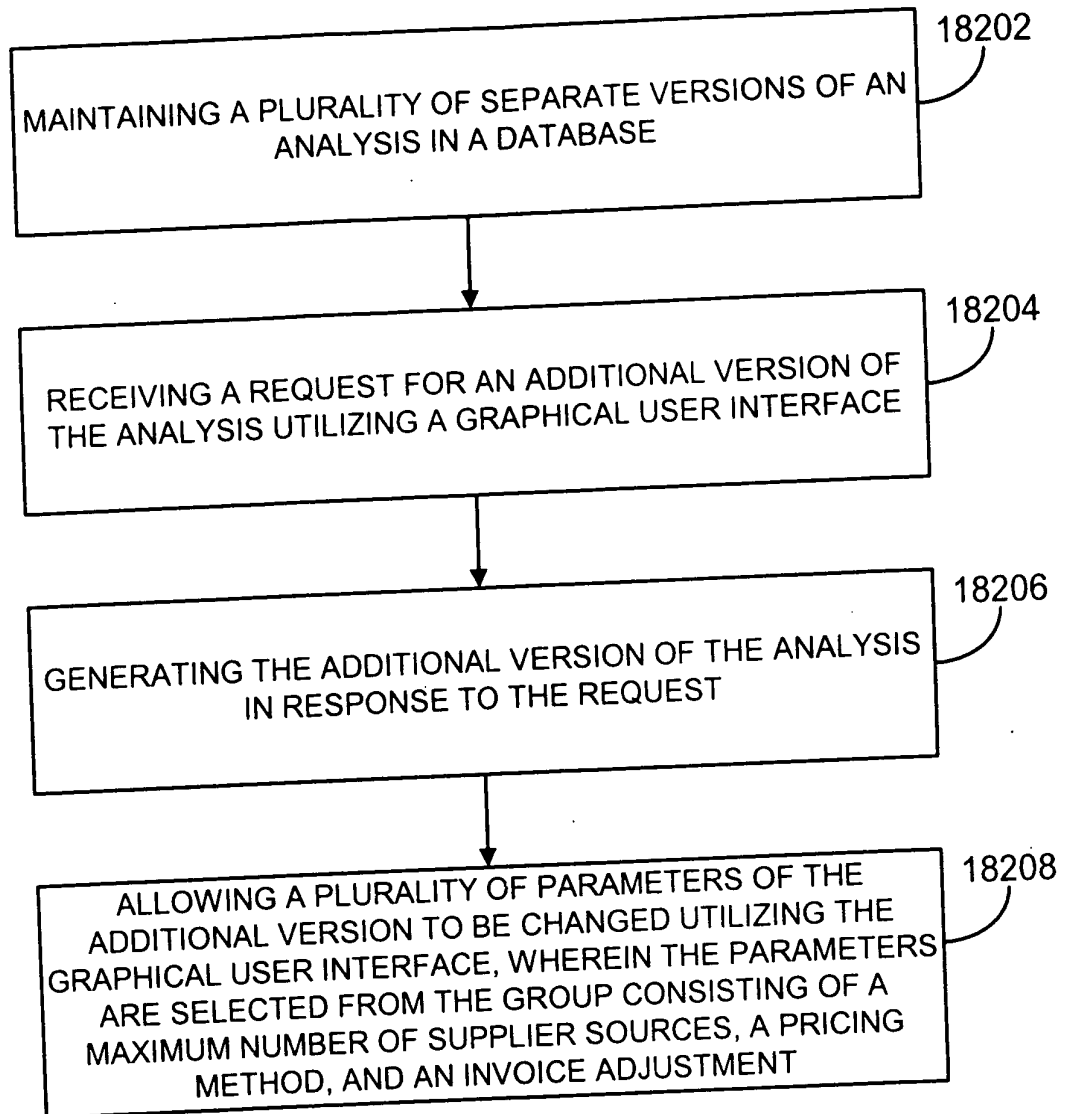 18202
MAINTAINING A PLURALITY OF SEPARATE VERSIONS OF AN
ANALYSIS IN A DATABASE
18204
RECEIVING A REQUEST FOR AN ADDITIONAL VERSION OF
THE ANALYSIS UTILIZING A GRAPHICAL USER INTERFACE
18206
GENERATING THE ADDITIONAL VERSION OF THE ANALYSIS
IN RESPONSE TO THE REQUEST
18208
ALLOWING A PLURALITY OF PARAMETERS OF THE
ADDITIONAL VERSION TO BE CHANGED UTILIZING THE
GRAPHICAL USER INTERFACE, WHEREIN THE PARAMETERS
ARE SELECTED FROM THE GROUP CONSISTING OF A
MAXIMUM NUMBER OF SUPPLIER SOURCES, A PRICING
METHOD, AND AN INVOICE ADJUSTMENT